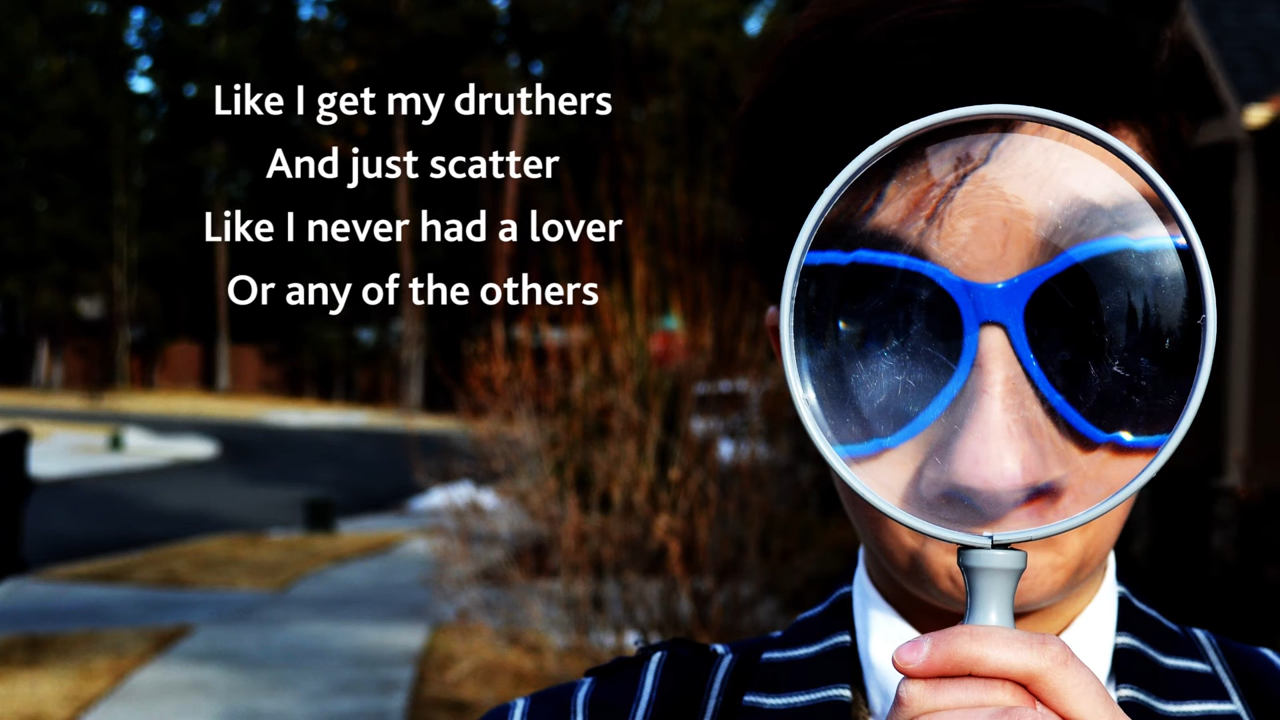 Like I get my druthers
And just scatter
Like I never had a lover
Or any of the others